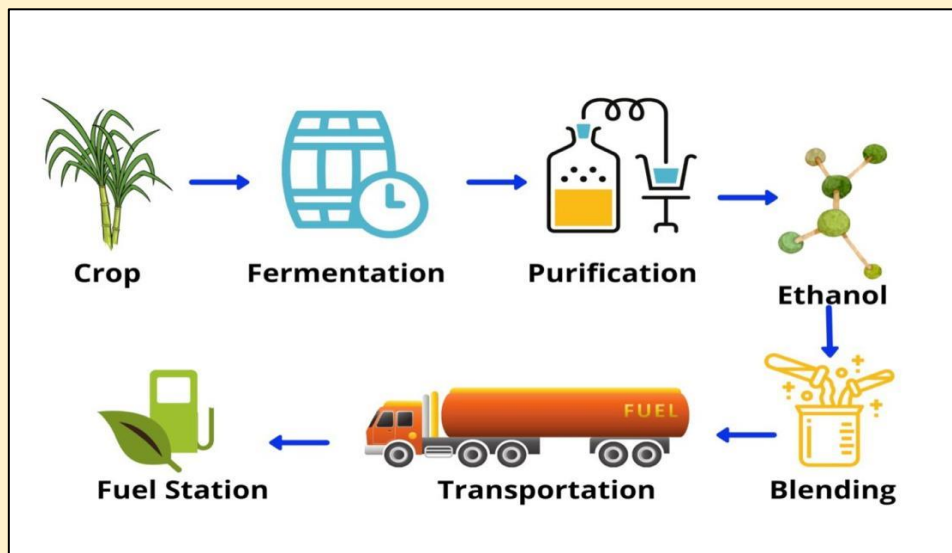 Crop
Fermentation
Purification
Ethanol
FUEL
Fuel Station
Transportation
Blending